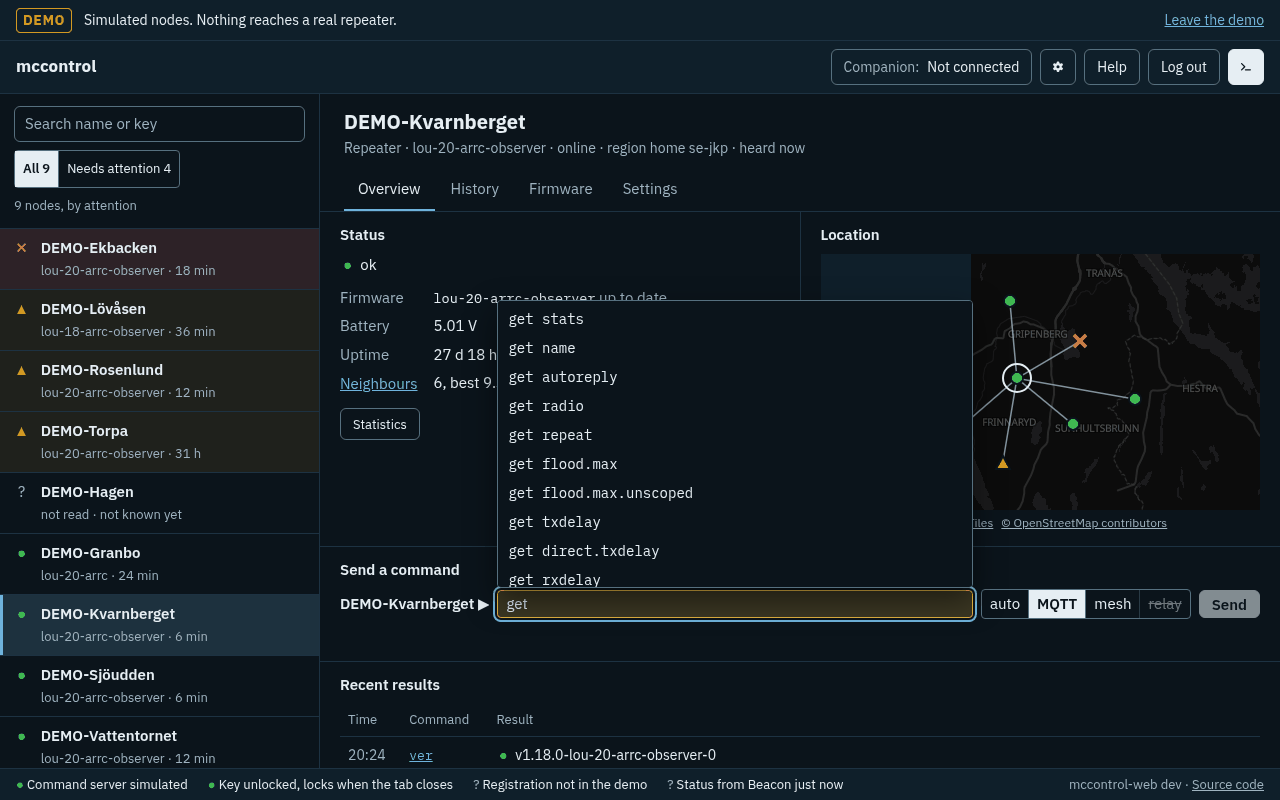 DEMO Simulated nodes. Nothing reaches a real repeater. Leave the demo
mccontrol Companion: Not connected Help Log out
Search name or key
All 9 Needs attention 4
9 nodes, by attention
DEMO-Ekbacken
lou-20-arrc-observer · 18 min
DEMO-Lövåsen
lou-18-arrc-observer · 36 min
DEMO-Rosenlund
lou-20-arrc-observer · 12 min
DEMO-Torpa
lou-20-arrc-observer · 31 h
? DEMO-Hagen
not read · not known yet
DEMO-Granbo
lou-20-arrc · 24 min
DEMO-Kvarnberget
lou-20-arrc-observer · 6 min
DEMO-Sjöudden
lou-20-arrc-observer · 6 min
DEMO-Vattentornet
lou-20-arrc-observer · 12 min
DEMO-Kvarnberget
Repeater · lou-20-arrc-observer · online · region home se-jkp · heard now
Overview History Firmware Settings
Status
ok
Firmware lou-20-arrc-observer up to date
Battery 5.01 V
Uptime 27 d 18 h
Neighbours 6, best 9.
Statistics
Location
TRANÅS
GRIPENBERG
HESTRA
FRINNARYD
SUNHULTSBRUNN
Tiles © OpenStreetMap contributors
get stats
get name
get autoreply
get radio
get repeat
get flood.max
get flood.max.unscoped
get txdelay
get direct.txdelay
get rxdelay
Send a command
DEMO-Kvarnberget ▶ get auto MQTT mesh relay Send
Recent results
Time Command Result
20:24 ver v1.18.0-lou-20-arrc-observer-0
Command server simulated Key unlocked, locks when the tab closes ? Registration not in the demo ? Status from Beacon just now mccontrol-web dev · Source code